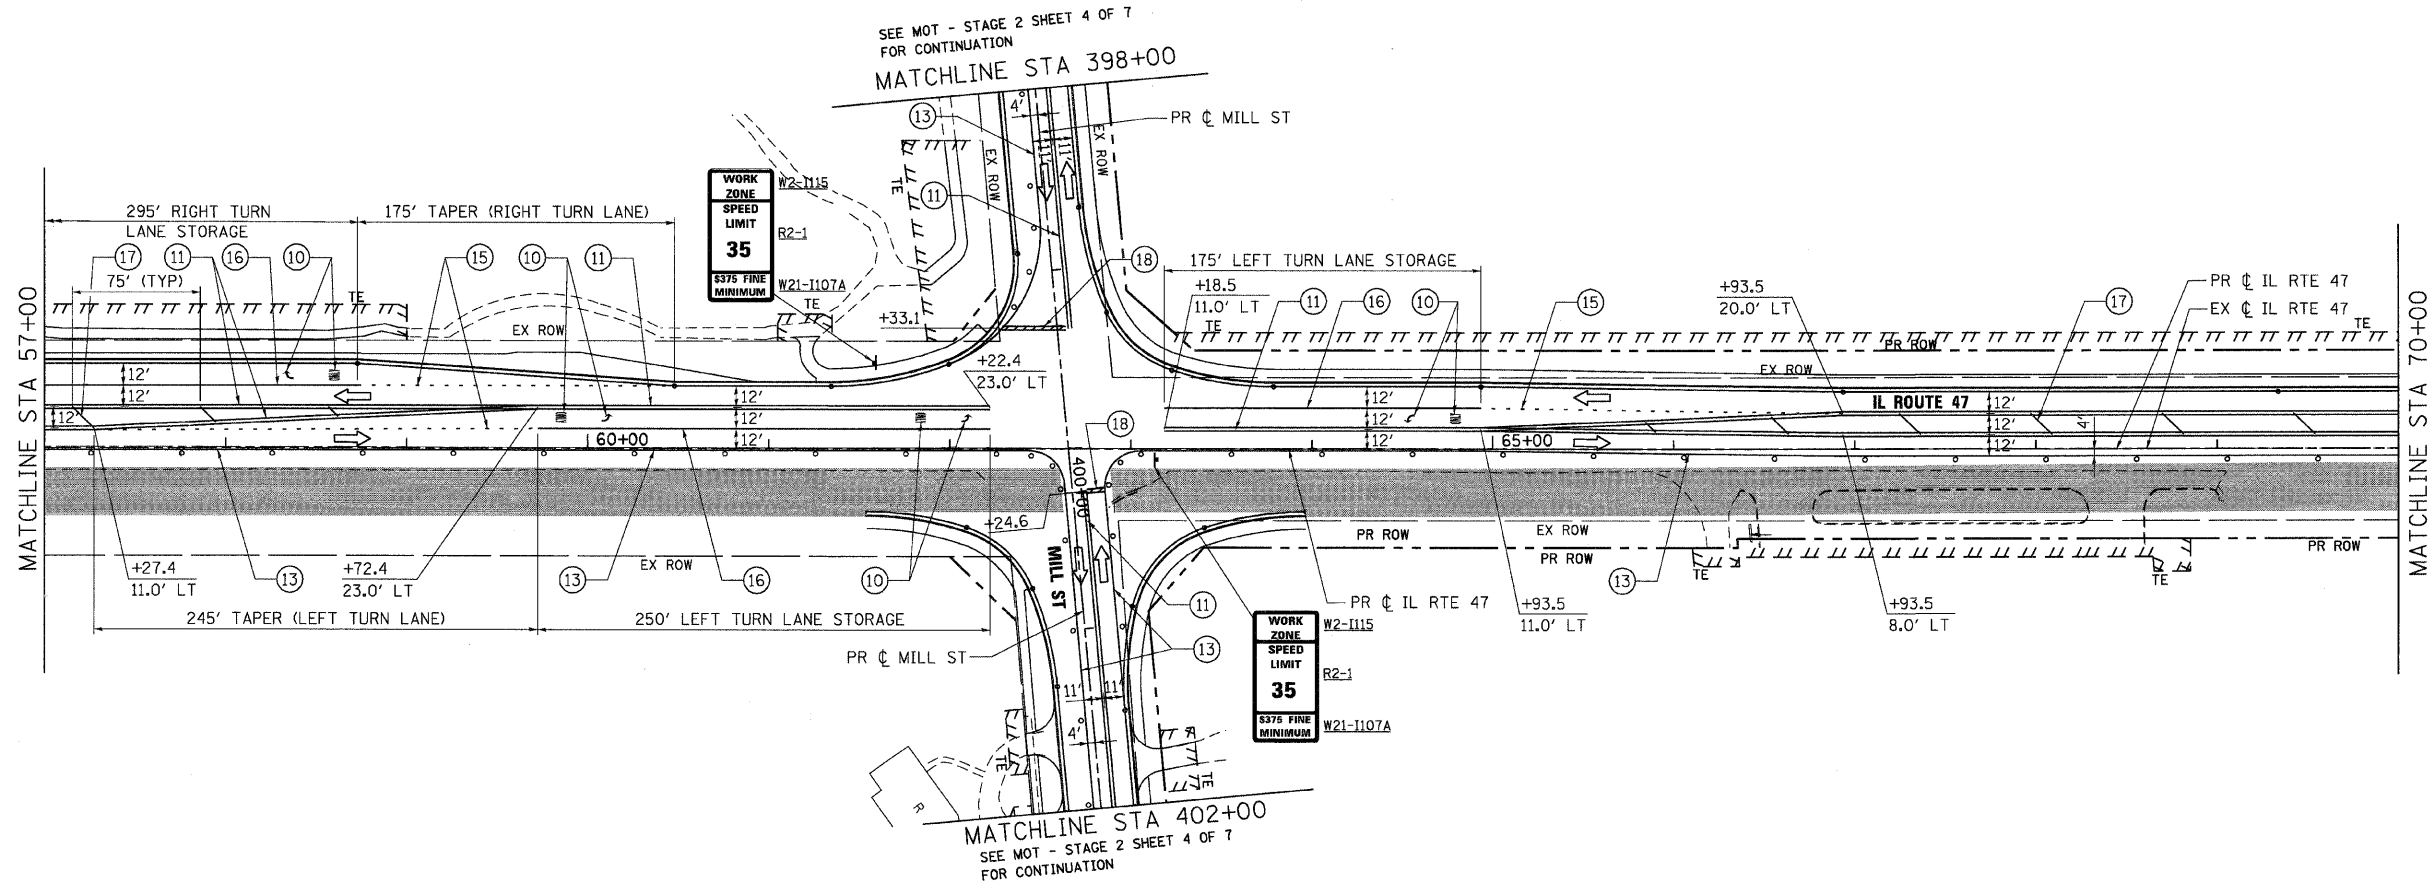 SEE MOT - STAGE 2 SHEET 4 OF 7
FOR CONTINUATION
MATCHLINE STA 398+00
13
4'
PR ℄ MILL ST
EX ROW
EX ROW
11'
11'
TE
11
WORK
ZONE
SPEED
LIMIT
35
$375 FINE
MINIMUM
W2-I115
R2-1
W21-I107A
TE
+33.1
18
295' RIGHT TURN
LANE STORAGE
175' TAPER (RIGHT TURN LANE)
17
11
16
10
15
10
11
75' (TYP)
TE
EX ROW
MATCHLINE STA 57+00
12'
12'
12'
12'
12'
12'
+22.4
23.0' LT
60+00
175' LEFT TURN LANE STORAGE
+18.5
11.0' LT
11
16
10
15
+93.5
20.0' LT
17
PR ℄ IL RTE 47
EX ℄ IL RTE 47
TE
TE
PR ROW
EX ROW
MATCHLINE STA 70+00
12'
12'
12'
IL ROUTE 47
12'
12'
12'
4'
65+00
18
400+00
+24.6
MILL ST
EX ROW
PR ROW
EX ROW
PR ROW
PR ROW
TE
TE
+27.4
11.0' LT
13
+72.4
23.0' LT
13
16
10
245' TAPER (LEFT TURN LANE)
250' LEFT TURN LANE STORAGE
PR ℄ MILL ST
11
13
PR ℄ IL RTE 47
+93.5
11.0' LT
13
+93.5
8.0' LT
WORK
ZONE
SPEED
LIMIT
35
$375 FINE
MINIMUM
W2-I115
R2-1
W21-I107A
11'
11'
4'
TE
TE
R
MATCHLINE STA 402+00
SEE MOT - STAGE 2 SHEET 4 OF 7
FOR CONTINUATION